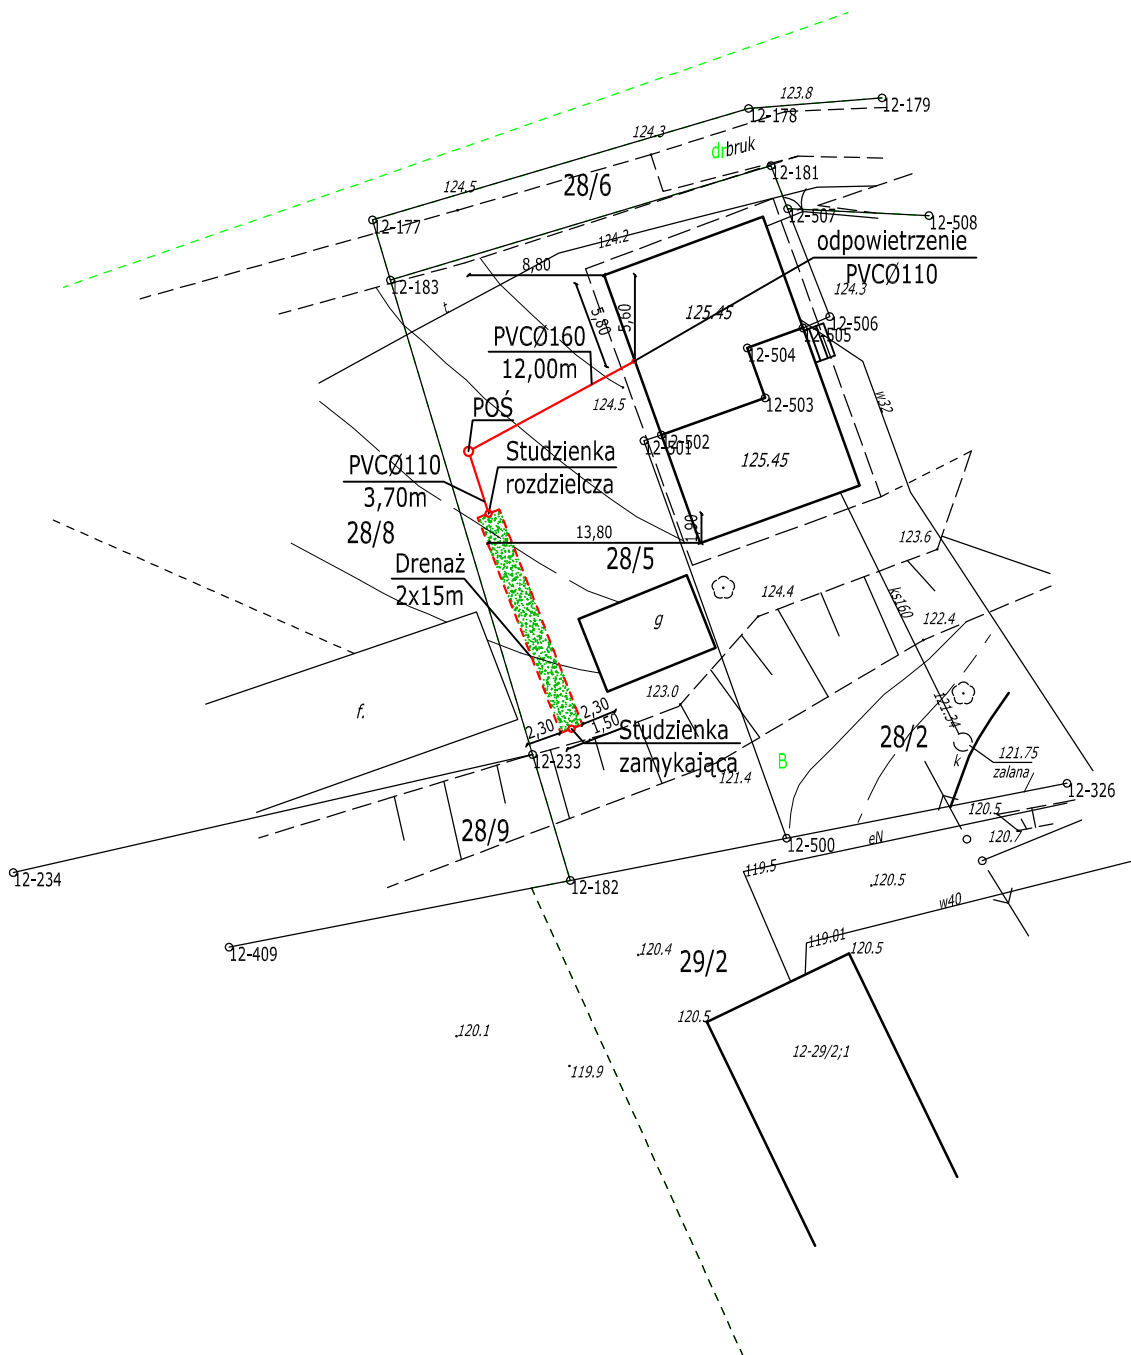 123.8
12-179
12-178
124.3
drbruk
12-181
124.5
28/6
12-177
12-507
12-508
124.2
odpowietrzenie
PVCØ110
8,80
12-183
124.3
t
5,80
5,60
125.45
12-506
12-505
PVCØ160
12,00m
12-504
124.5
12-503
w32
POŚ
12-502
12-501
Studzienka
rozdzielcza
125.45
PVCØ110
3,70m
28/8
13,80
1,90
28/5
123.6
Drenaż
2x15m
124.4
ks160
122.4
g
123.0
121.34
f.
2,30
2,30
1,50
Studzienka
zamykająca
28/2
121.75
zalana
k
B
121.4
12-233
12-326
120.5
28/9
eN
120.7
12-500
119.5
12-234
12-182
120.5
w40
12-409
119.01
120.4
29/2
120.5
120.5
120.1
12-29/2;1
119.9